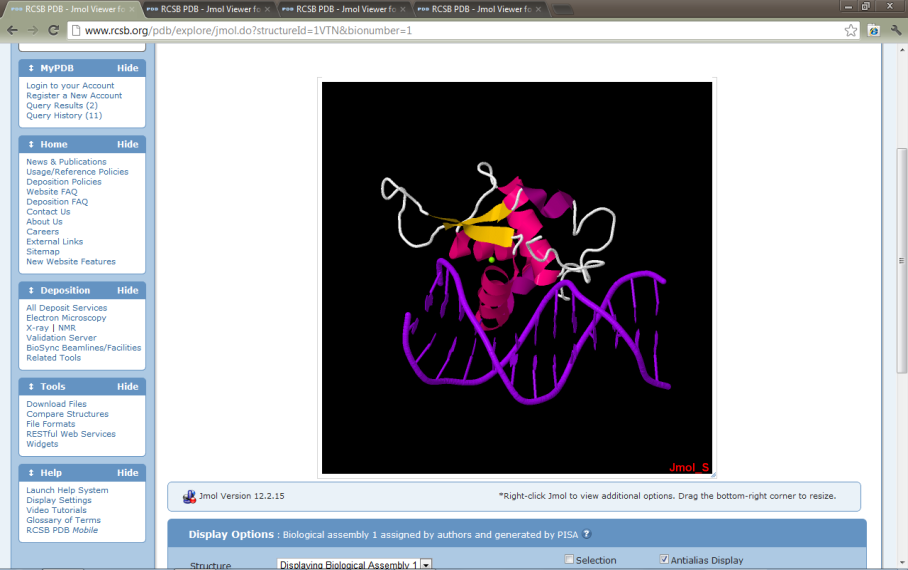 RCSB PDB - Jmol Viewer fo
RCSB PDB - Jmol Viewer fo
RCSB PDB - Jmol Viewer fo
RCSB PDB - Jmol Viewer fo
www.rcsb.org/pdb/explore/jmol.do?structureId=1VTN&bionumber=1
MyPDB Hide
Login to your Account
Register a New Account
Query Results (2)
Query History (11)
Home Hide
News & Publications
Usage/Reference Policies
Deposition Policies
Website FAQ
Deposition FAQ
Contact Us
About Us
Careers
External Links
Sitemap
New Website Features
Deposition Hide
All Deposit Services
Electron Microscopy
X-ray | NMR
Validation Server
BioSync Beamlines/Facilities
Related Tools
Tools Hide
Download Files
Compare Structures
File Formats
RESTful Web Services
Widgets
Help Hide
Launch Help System
Display Settings
Video Tutorials
Glossary of Terms
RCSB PDB Mobile
Jmol_S
Jmol Version 12.2.15
*Right-click Jmol to view additional options. Drag the bottom-right corner to resize.
Display Options : Biological assembly 1 assigned by authors and generated by PISA ?
Structure
Displaying Biological Assembly 1
Selection
Antialias Display